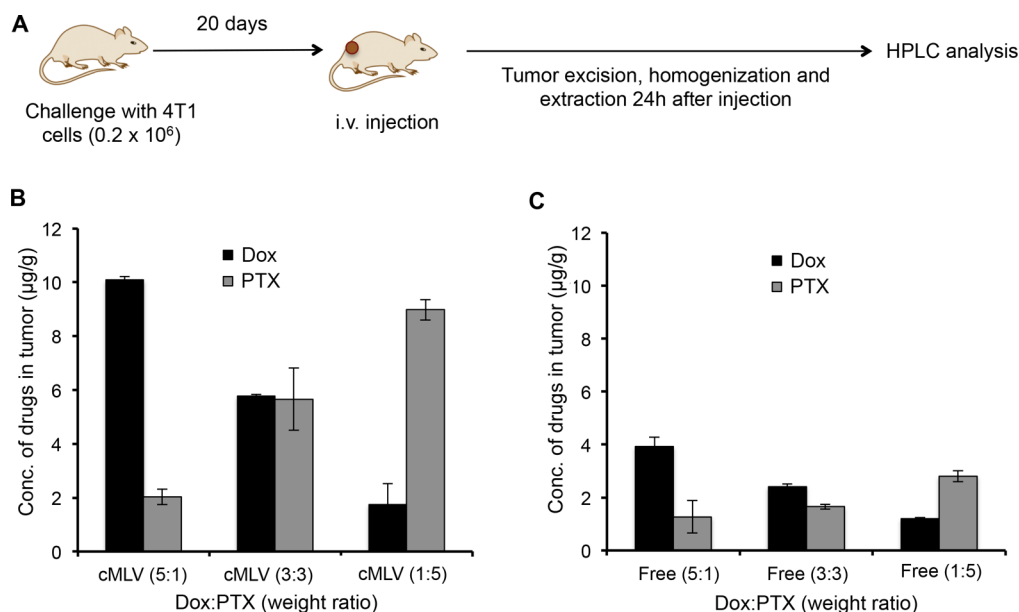 A
20 days
HPLC analysis
Tumor excision, homogenization and
extraction 24h after injection
Challenge with 4T1
cells (0.2 x 10⁶)
i.v. injection
B
Conc. of drugs in tumor (µg/g)
12
10
8
6
4
2
0
Dox
PTX
cMLV (5:1)
cMLV (3:3)
cMLV (1:5)
Dox:PTX (weight ratio)
C
Conc. of drugs in tumor (µg/g)
12
10
8
6
4
2
0
Dox
PTX
Free (5:1)
Free (3:3)
Free (1:5)
Dox:PTX (weight ratio)